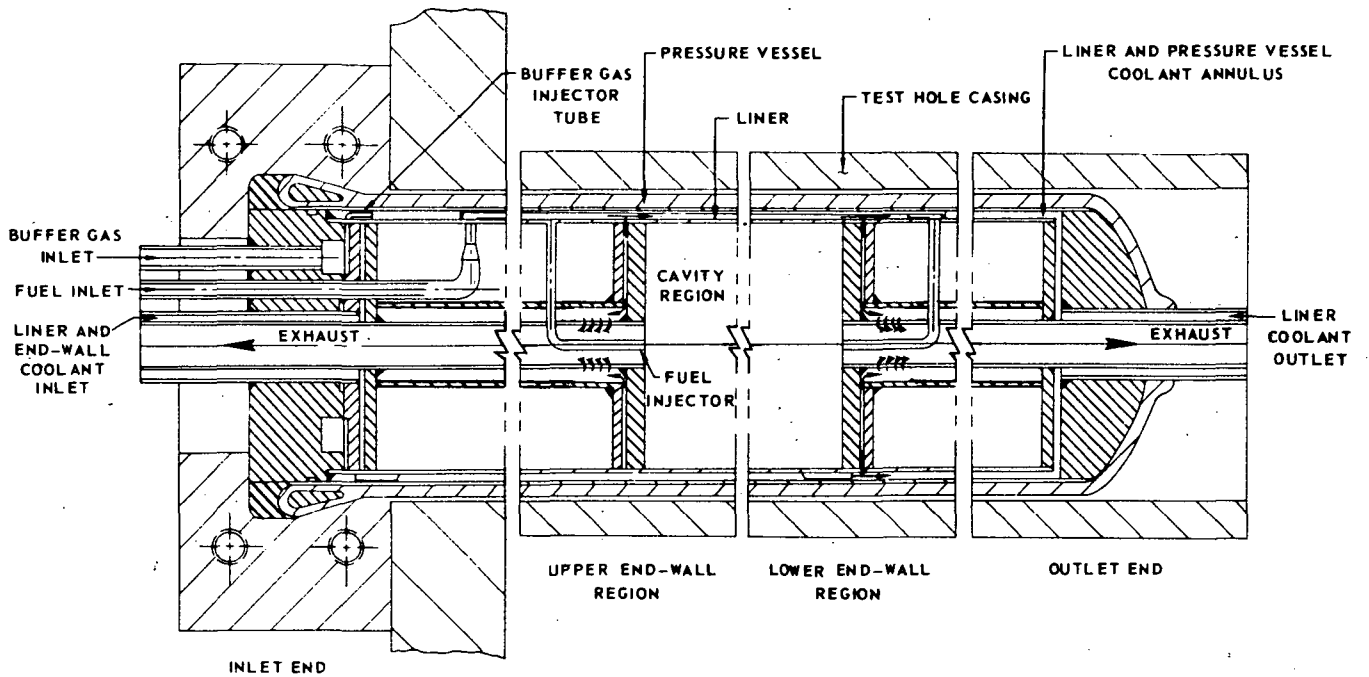 PRESSURE VESSEL
BUFFER GAS
INJECTOR
TUBE
LINER
TEST HOLE CASING
LINER AND PRESSURE VESSEL
COOLANT ANNULUS
BUFFER GAS
INLET
FUEL INLET
LINER AND
END-WALL
COOLANT
INLET
EXHAUST
CAVITY
REGION
FUEL
INJECTOR
EXHAUST
LINER
COOLANT
OUTLET
UPPER END-WALL
REGION
LOWER END-WALL
REGION
OUTLET END
INLET END